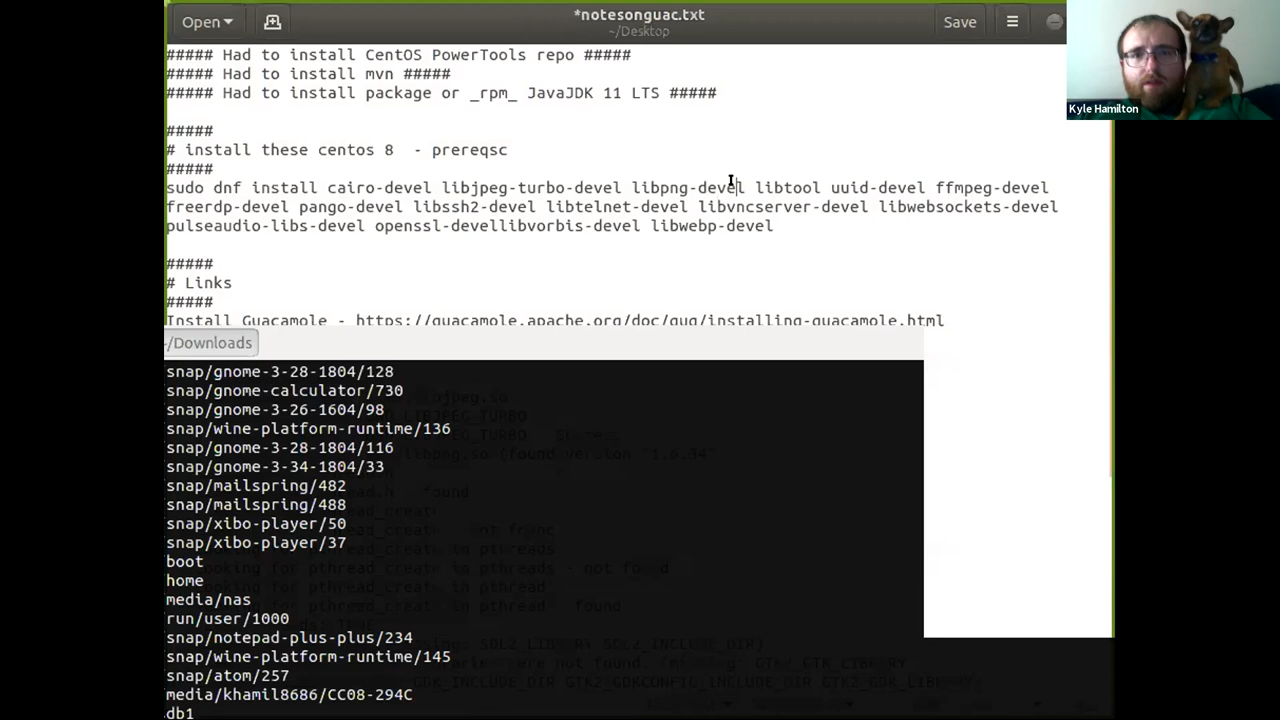 Open
*notesonguac.txt
~/Desktop
Save
##### Had to install CentOS PowerTools repo #####
##### Had to install mvn #####
##### Had to install package or _rpm_ JavaJDK 11 LTS #####
#####
# install these centos 8  - prereqsc
#####
sudo dnf install cairo-devel libjpeg-turbo-devel libpng-devel libtool uuid-devel ffmpeg-devel
freerdp-devel pango-devel libssh2-devel libtelnet-devel libvncserver-devel libwebsockets-devel
pulseaudio-libs-devel openssl-devellibvorbis-devel libwebp-devel
#####
# Links
#####
Install Guacamole - https://guacamole.apache.org/doc/gug/installing-guacamole.html
Kyle Hamilton
~/Downloads
snap/gnome-3-28-1804/128
snap/gnome-calculator/730
snap/gnome-3-26-1604/98
snap/wine-platform-runtime/136
snap/gnome-3-28-1804/116
snap/gnome-3-34-1804/33
snap/mailspring/482
snap/mailspring/488
snap/xibo-player/50
snap/xibo-player/37
boot
home
media/nas
run/user/1000
snap/notepad-plus-plus/234
snap/wine-platform-runtime/145
snap/atom/257
media/khamil8686/CC08-294C
db1